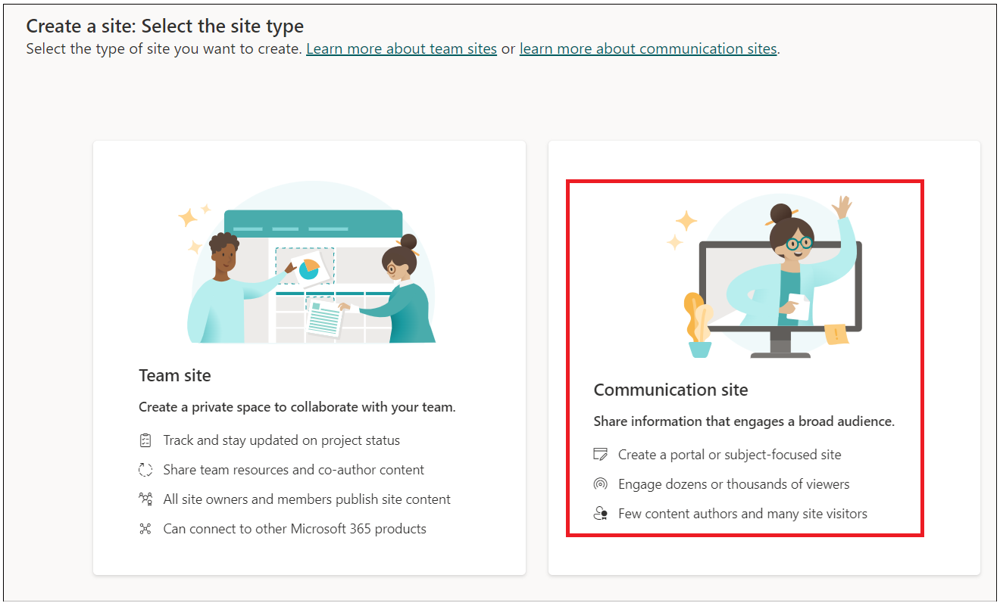 Create a site: Select the site type
Select the type of site you want to create. Learn more about team sites or learn more about communication sites.
Team site
Create a private space to collaborate with your team.
Track and stay updated on project status
Share team resources and co-author content
All site owners and members publish site content
Can connect to other Microsoft 365 products
Communication site
Share information that engages a broad audience.
Create a portal or subject-focused site
Engage dozens or thousands of viewers
Few content authors and many site visitors